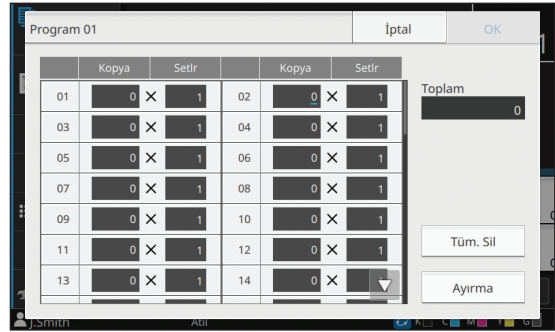 Program 01 İptal OK
Kopya Setlr Kopya Setlr
Toplam
0
01 0 × 1 02 0 × 1
03 0 × 1 04 0 × 1
05 0 × 1 06 0 × 1
07 0 × 1 08 0 × 1
09 0 × 1 10 0 × 1
11 0 × 1 12 0 × 1
13 0 × 1 14 0
Tüm. Sil
Ayırma
J.Smith Atıl K C M Y G